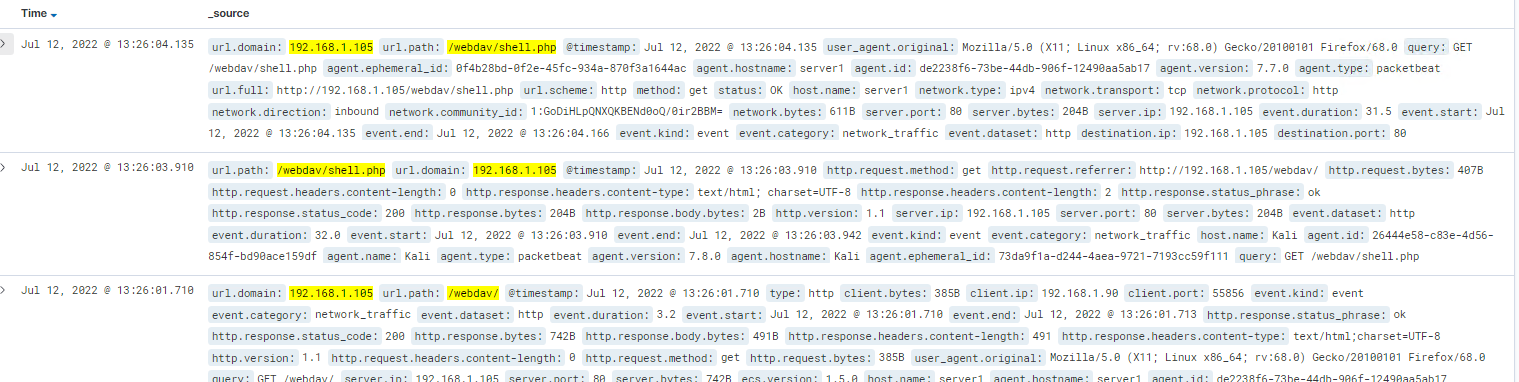 Time _source
Jul 12, 2022 @ 13:26:04.135 url.domain: 192.168.1.105 url.path: /webdav/shell.php @timestamp: Jul 12, 2022 @ 13:26:04.135 user_agent.original: Mozilla/5.0 (X11; Linux x86_64; rv:68.0) Gecko/20100101 Firefox/68.0 query: GET
/webdav/shell.php agent.ephemeral_id: 0f4b28bd-0f2e-45fc-934a-870f3a1644ac agent.hostname: server1 agent.id: de2238f6-73be-44db-906f-12490aa5ab17 agent.version: 7.7.0 agent.type: packetbeat
url.full: http://192.168.1.105/webdav/shell.php url.scheme: http method: get status: OK host.name: server1 network.type: ipv4 network.transport: tcp network.protocol: http
network.direction: inbound network.community_id: 1:GoDiHLpQNXQKBENd0oQ/0ir2BBM= network.bytes: 611B server.port: 80 server.bytes: 204B server.ip: 192.168.1.105 event.duration: 31.5 event.start: Jul
12, 2022 @ 13:26:04.135 event.end: Jul 12, 2022 @ 13:26:04.166 event.kind: event event.category: network_traffic event.dataset: http destination.ip: 192.168.1.105 destination.port: 80
Jul 12, 2022 @ 13:26:03.910 url.path: /webdav/shell.php url.domain: 192.168.1.105 @timestamp: Jul 12, 2022 @ 13:26:03.910 http.request.method: get http.request.referrer: http://192.168.1.105/webdav/ http.request.bytes: 407B
http.request.headers.content-length: 0 http.response.headers.content-type: text/html; charset=UTF-8 http.response.headers.content-length: 2 http.response.status_phrase: ok
http.response.status_code: 200 http.response.bytes: 204B http.response.body.bytes: 2B http.version: 1.1 server.ip: 192.168.1.105 server.port: 80 server.bytes: 204B event.dataset: http
event.duration: 32.0 event.start: Jul 12, 2022 @ 13:26:03.910 event.end: Jul 12, 2022 @ 13:26:03.942 event.kind: event event.category: network_traffic host.name: Kali agent.id: 26444e58-c83e-4d56-
854f-bd90ace159df agent.name: Kali agent.type: packetbeat agent.version: 7.8.0 agent.hostname: Kali agent.ephemeral_id: 73da9f1a-d244-4aea-9721-7193cc59f111 query: GET /webdav/shell.php
Jul 12, 2022 @ 13:26:01.710 url.domain: 192.168.1.105 url.path: /webdav/ @timestamp: Jul 12, 2022 @ 13:26:01.710 type: http client.bytes: 385B client.ip: 192.168.1.90 client.port: 55856 event.kind: event
event.category: network_traffic event.dataset: http event.duration: 3.2 event.start: Jul 12, 2022 @ 13:26:01.710 event.end: Jul 12, 2022 @ 13:26:01.713 http.response.status_phrase: ok
http.response.status_code: 200 http.response.bytes: 742B http.response.body.bytes: 491B http.response.headers.content-length: 491 http.response.headers.content-type: text/html;charset=UTF-8
http.version: 1.1 http.request.headers.content-length: 0 http.request.method: get http.request.bytes: 385B user_agent.original: Mozilla/5.0 (X11; Linux x86_64; rv:68.0) Gecko/20100101 Firefox/68.0
query: GET /webdav/ server.ip: 192.168.1.105 server.port: 80 server.bytes: 742B ecs.version: 1.5.0 host.name: server1 agent.hostname: server1 agent.id: de2238f6-73be-44db-906f-12490aa5ab17